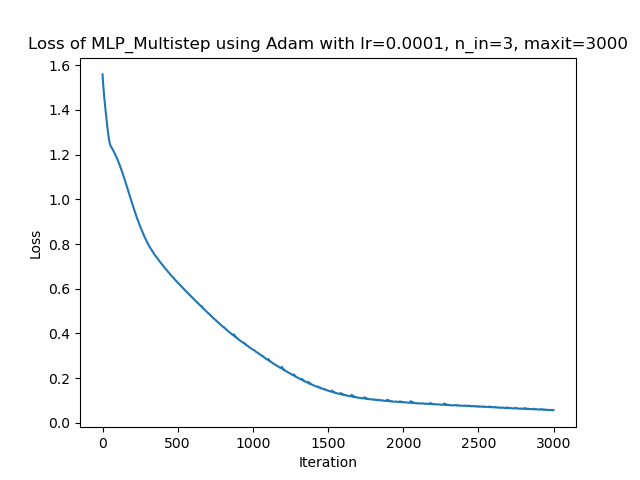 Loss of MLP_Multistep using Adam with lr=0.0001, n_in=3, maxit=3000
1.6
1.4
1.2
1.0
0.8
0.6
0.4
0.2
0.0
Loss
0 500 1000 1500 2000 2500 3000
Iteration